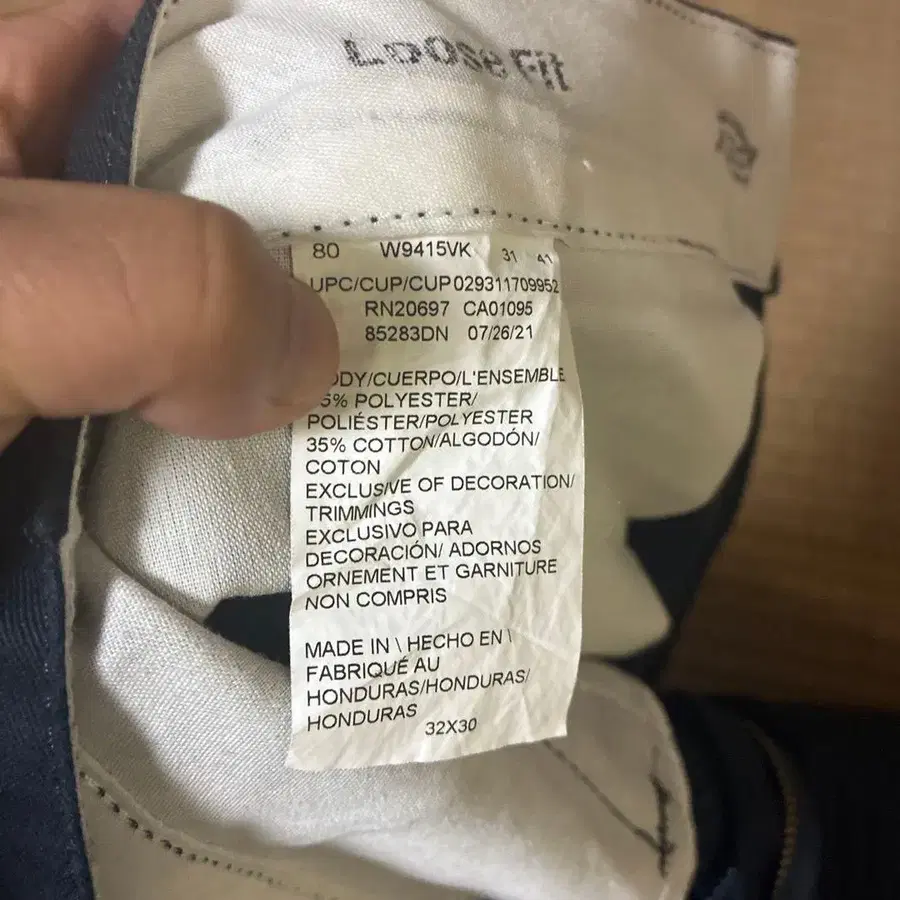 Loose Fit
80 W9415VK 31 41
UPC/CUP/CUP 029311709952
RN20697 CA01095
85283DN 07/26/21
ODY/CUERPO/L'ENSEMBLE
5% POLYESTER/
POLIÉSTER/POLYESTER
35% COTTON/ALGODÓN/
COTON
EXCLUSIVE OF DECORATION/
TRIMMINGS
EXCLUSIVO PARA
DECORACIÓN/ ADORNOS
ORNEMENT ET GARNITURE
NON COMPRIS
MADE IN \ HECHO EN \
FABRIQUÉ AU
HONDURAS/HONDURAS/
HONDURAS
32X30